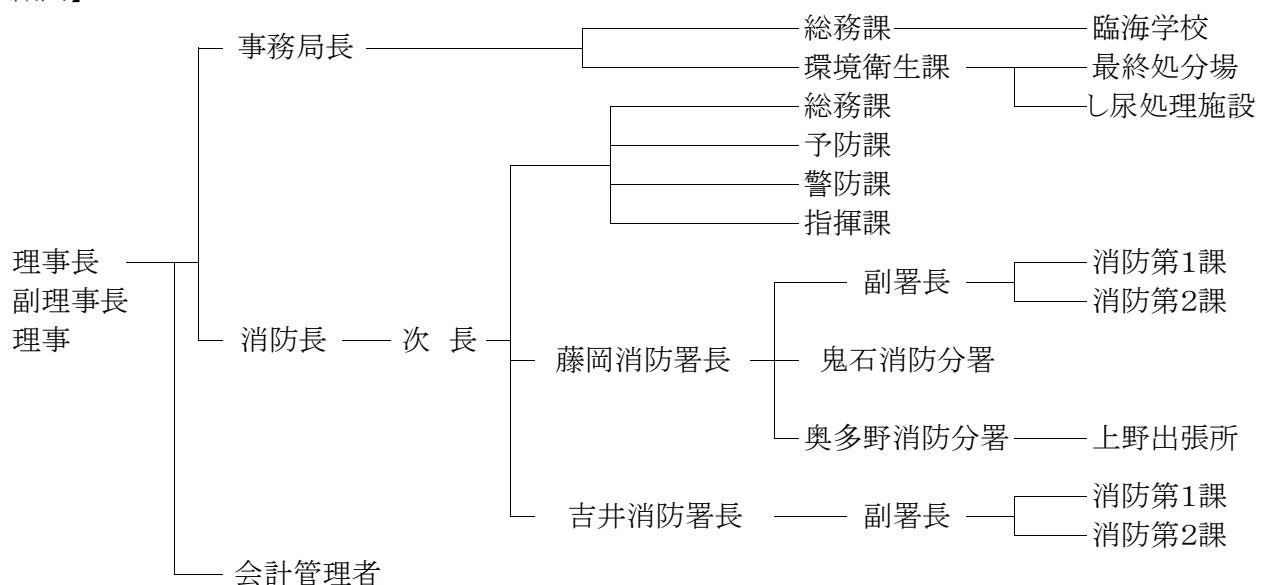 事務局長
総務課
臨海学校
環境衛生課
最終処分場
し尿処理施設
総務課
予防課
警防課
指揮課
理事長
副理事長
理事
消防長
次 長
藤岡消防署長
副署長
消防第1課
消防第2課
鬼石消防分署
奥多野消防分署
上野出張所
吉井消防署長
副署長
消防第1課
消防第2課
会計管理者